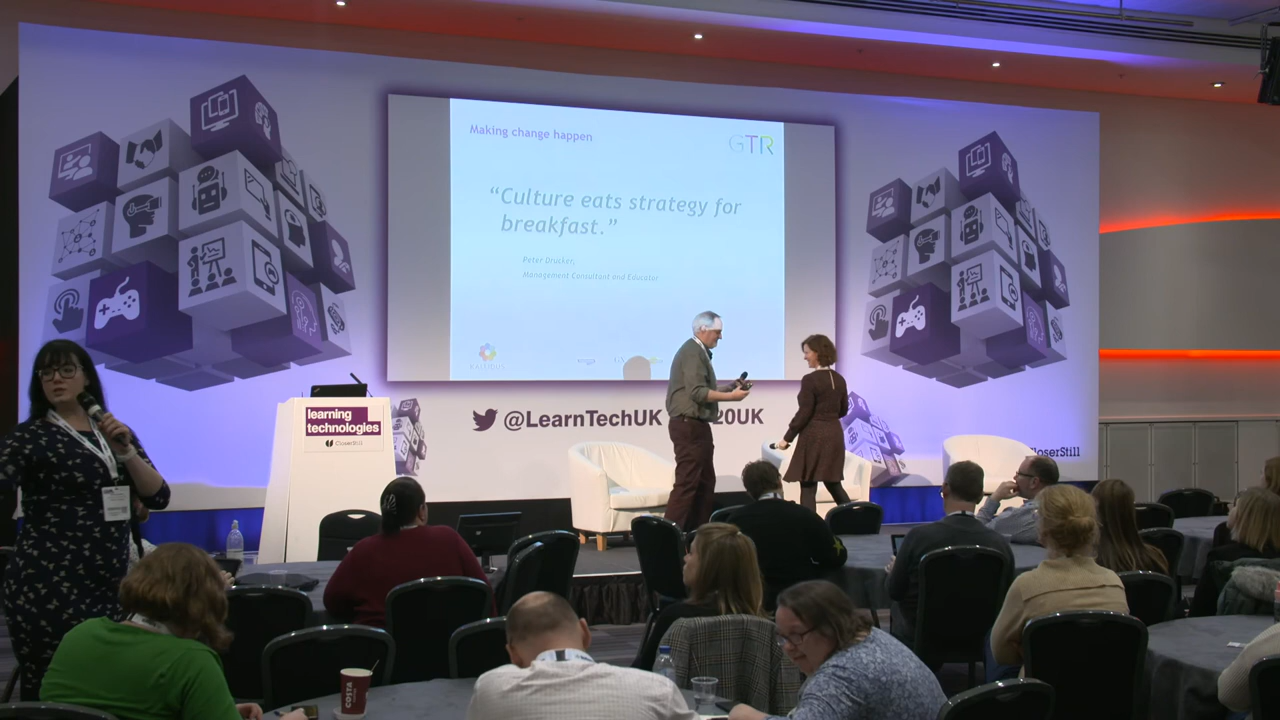 Making change happen
GTR
“Culture eats strategy for
breakfast.”
Peter Drucker,
Management Consultant and Educator
learning
technologies
CloserStill
@LearnTechUK
20UK
CloserStill
COSTA